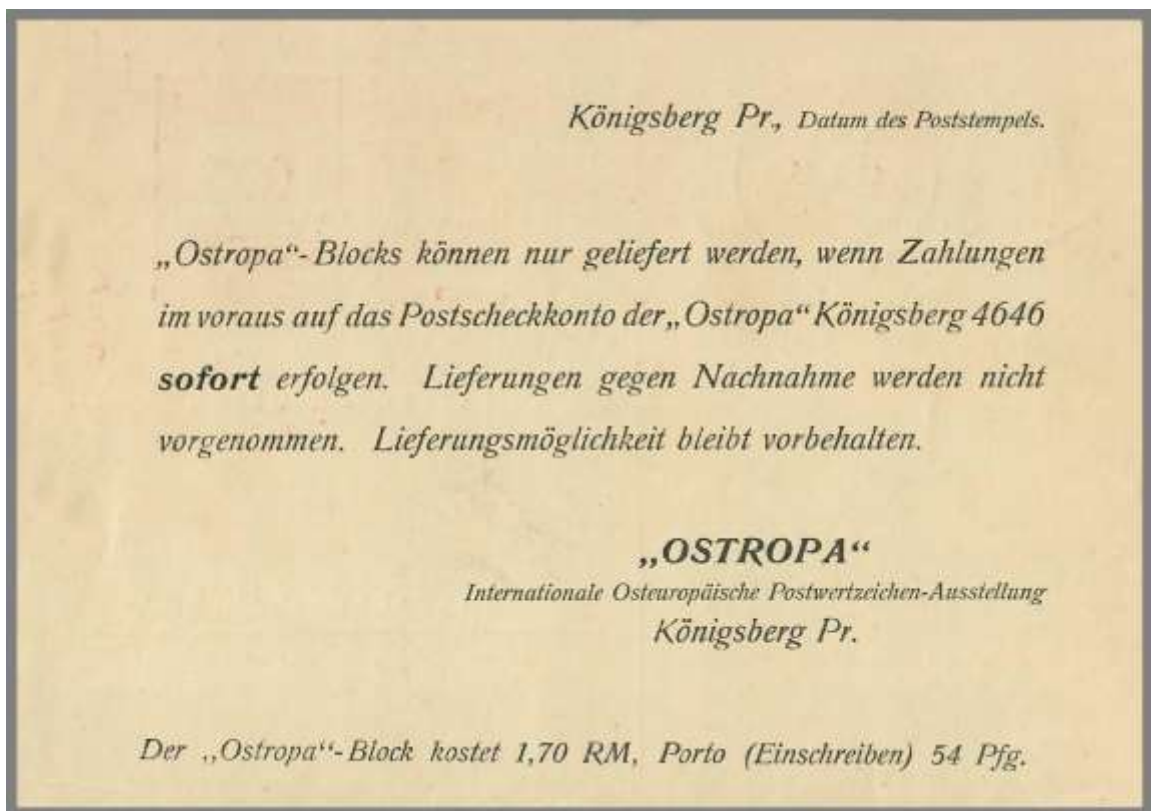 Königsberg Pr., Datum des Poststempels.
„Ostropa“-Blocks können nur geliefert werden, wenn Zahlungen
im voraus auf das Postscheckkonto der „Ostropa“ Königsberg 4646
sofort erfolgen. Lieferungen gegen Nachnahme werden nicht
vorgenommen. Lieferungsmöglichkeit bleibt vorbehalten.
„OSTROPA“
Internationale Osteuropäische Postwertzeichen-Ausstellung
Königsberg Pr.
Der „Ostropa“-Block kostet 1,70 RM, Porto (Einschreiben) 54 Pfg.